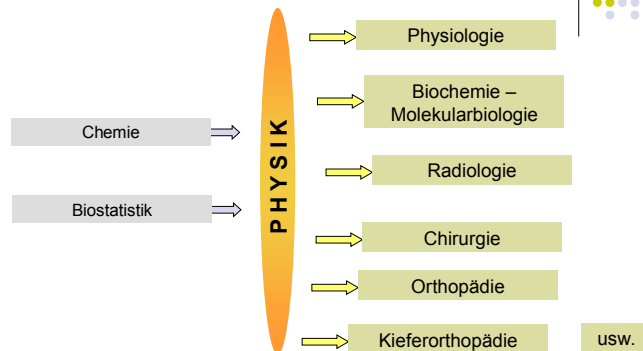 Chemie
Biostatistik
PHYSIK
Physiologie
Biochemie –
Molekularbiologie
Radiologie
Chirurgie
Orthopädie
Kieferorthopädie
usw.